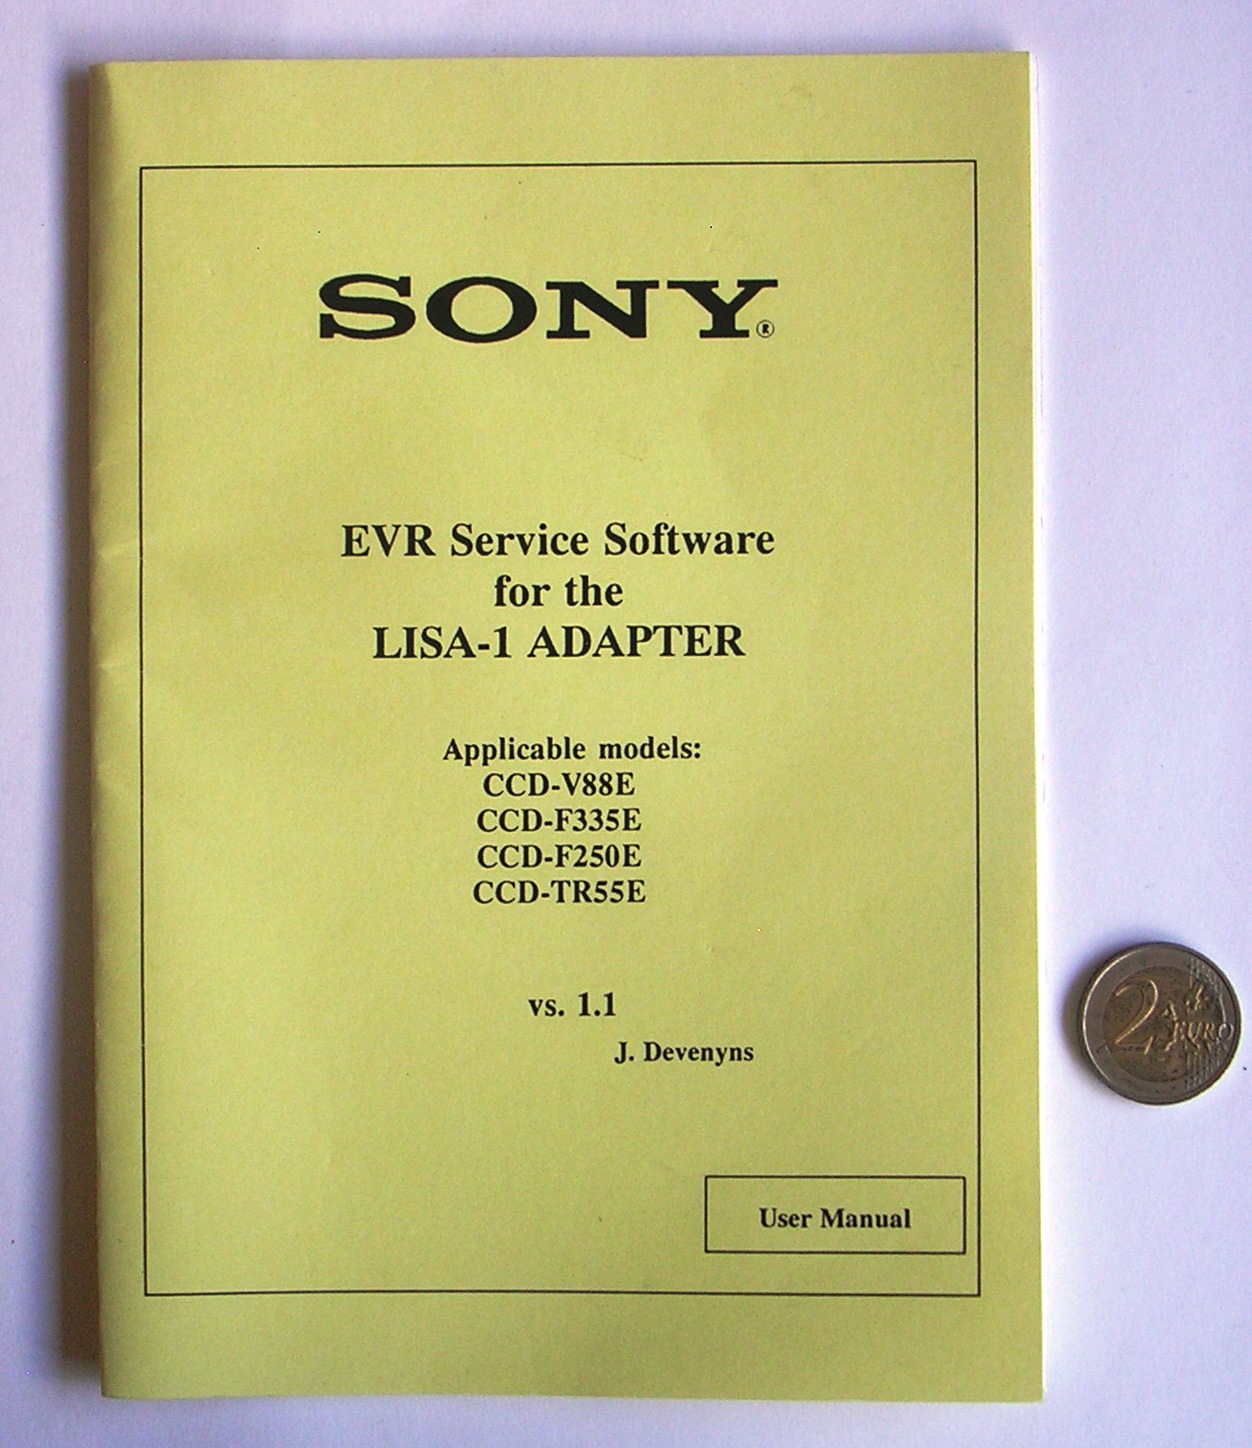 SONY®
EVR Service Software
for the
LISA-1 ADAPTER
Applicable models:
CCD-V88E
CCD-F335E
CCD-F250E
CCD-TR55E
vs. 1.1
J. Devenyns
User Manual
2 EURO